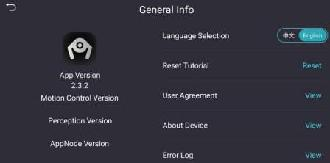 General Info
App Version
2.3.2
Motion Control Version
Perception Version
AppNode Version
Language Selection
中文 English
Reset Tutorial Reset
User Agreement View
About Device View
Error Log View